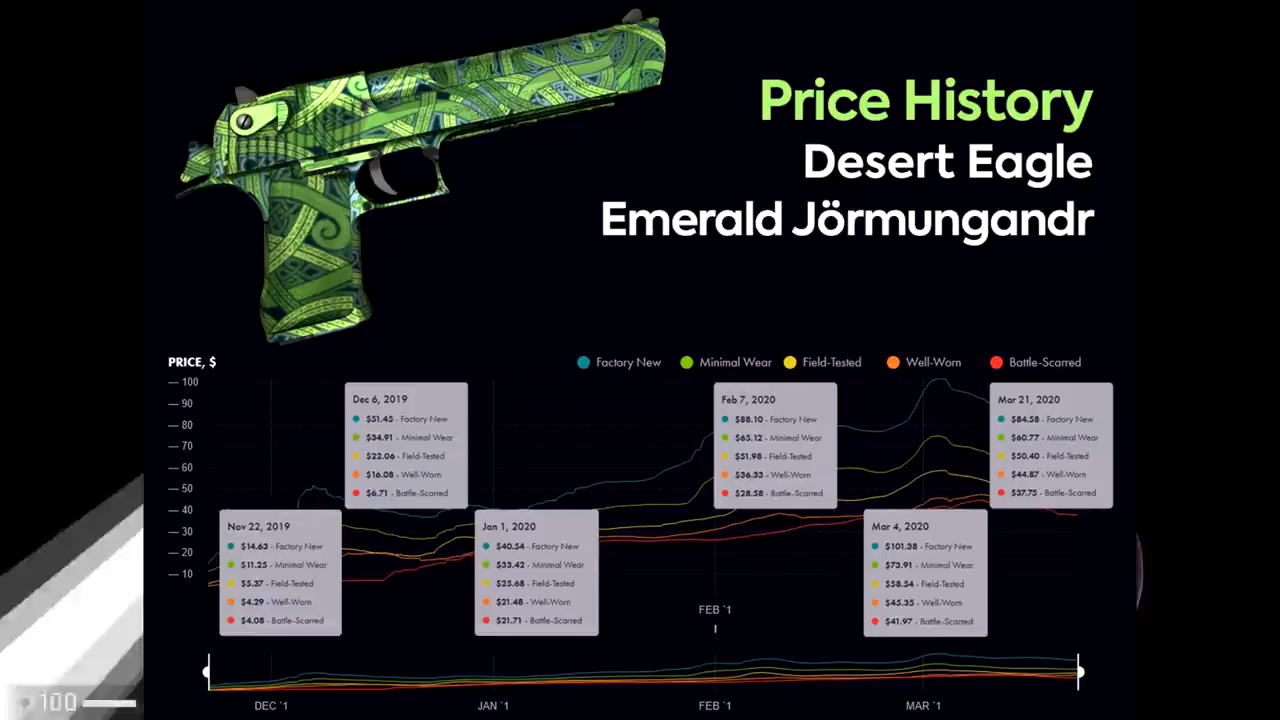 Price History
Desert Eagle
Emerald Jörmungandr
PRICE, $
Factory New
Minimal Wear
Field-Tested
Well-Worn
Battle-Scarred
— 100
— 90
— 80
— 70
— 60
— 50
— 40
— 30
— 20
— 10
Dec 6, 2019
$51.45 - Factory New
$34.91 - Minimal Wear
$22.06 - Field-Tested
$16.08 - Well-Worn
$6.71 - Battle-Scarred
Feb 7, 2020
$88.10 - Factory New
$65.12 - Minimal Wear
$51.98 - Field-Tested
$36.33 - Well-Worn
$28.58 - Battle-Scarred
Mar 21, 2020
$84.58 - Factory New
$60.77 - Minimal Wear
$50.40 - Field-Tested
$44.87 - Well-Worn
$37.75 - Battle-Scarred
Nov 22, 2019
$14.63 - Factory New
$11.25 - Minimal Wear
$5.37 - Field-Tested
$4.29 - Well-Worn
$4.08 - Battle-Scarred
Jan 1, 2020
$40.54 - Factory New
$33.42 - Minimal Wear
$25.68 - Field-Tested
$21.48 - Well-Worn
$21.71 - Battle-Scarred
Mar 4, 2020
$101.38 - Factory New
$73.91 - Minimal Wear
$58.54 - Field-Tested
$45.35 - Well-Worn
$41.97 - Battle-Scarred
FEB `1
DEC `1
JAN `1
FEB `1
MAR `1
100